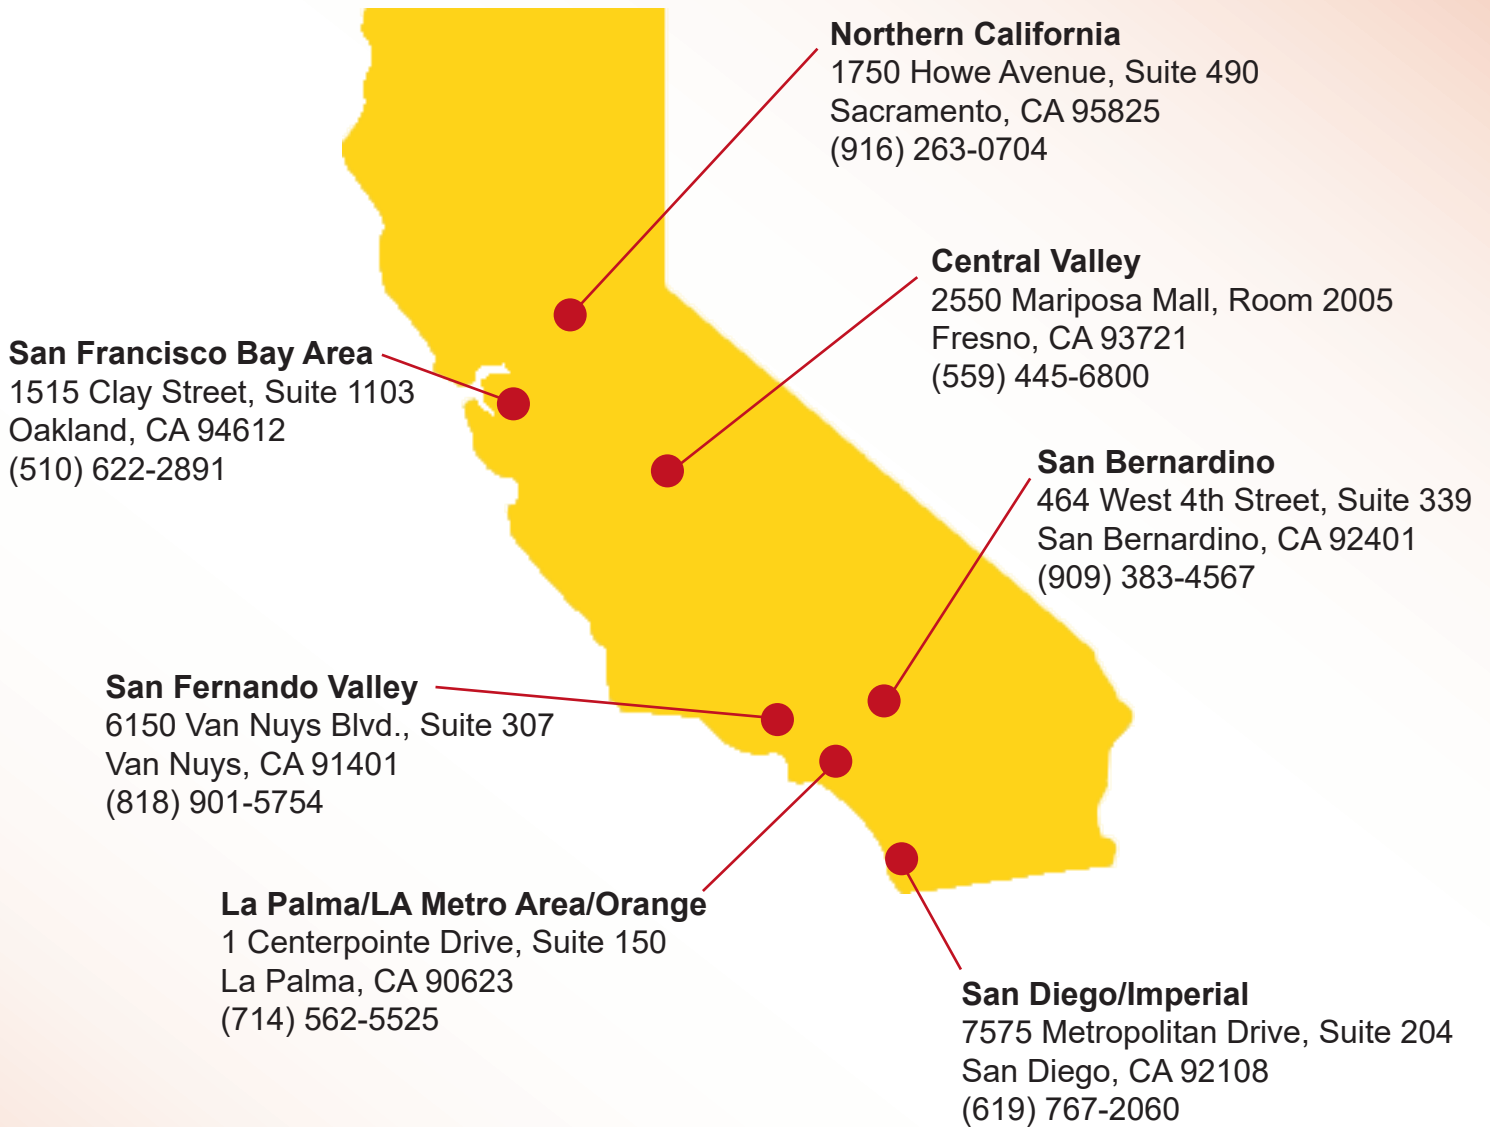 Northern California
1750 Howe Avenue, Suite 490
Sacramento, CA 95825
(916) 263-0704
Central Valley
2550 Mariposa Mall, Room 2005
Fresno, CA 93721
(559) 445-6800
San Francisco Bay Area
1515 Clay Street, Suite 1103
Oakland, CA 94612
(510) 622-2891
San Bernardino
464 West 4th Street, Suite 339
San Bernardino, CA 92401
(909) 383-4567
San Fernando Valley
6150 Van Nuys Blvd., Suite 307
Van Nuys, CA 91401
(818) 901-5754
La Palma/LA Metro Area/Orange
1 Centerpointe Drive, Suite 150
La Palma, CA 90623
(714) 562-5525
San Diego/Imperial
7575 Metropolitan Drive, Suite 204
San Diego, CA 92108
(619) 767-2060